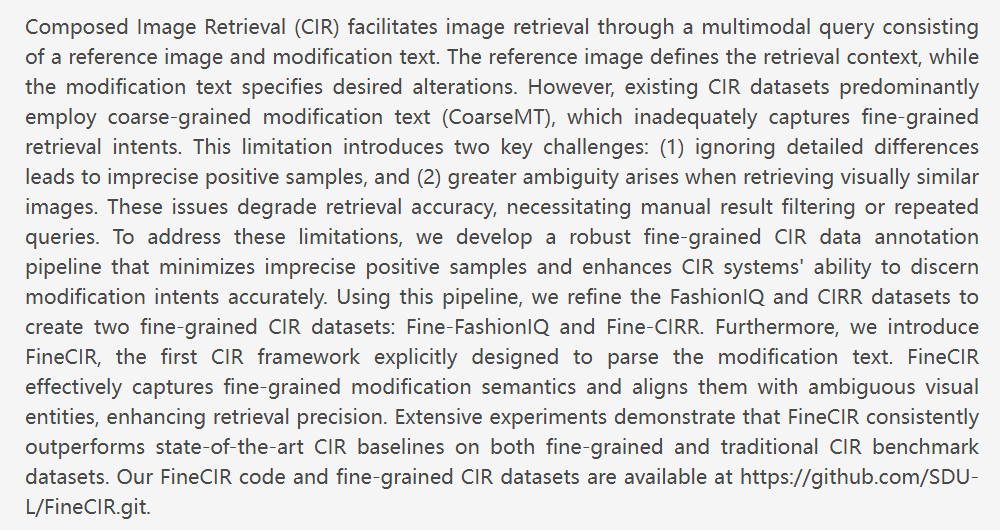 Composed Image Retrieval (CIR) facilitates image retrieval through a multimodal query consisting
of a reference image and modification text. The reference image defines the retrieval context, while
the modification text specifies desired alterations. However, existing CIR datasets predominantly
employ coarse-grained modification text (CoarseMT), which inadequately captures fine-grained
retrieval intents. This limitation introduces two key challenges: (1) ignoring detailed differences
leads to imprecise positive samples, and (2) greater ambiguity arises when retrieving visually similar
images. These issues degrade retrieval accuracy, necessitating manual result filtering or repeated
queries. To address these limitations, we develop a robust fine-grained CIR data annotation
pipeline that minimizes imprecise positive samples and enhances CIR systems' ability to discern
modification intents accurately. Using this pipeline, we refine the FashionIQ and CIRR datasets to
create two fine-grained CIR datasets: Fine-FashionIQ and Fine-CIRR. Furthermore, we introduce
FineCIR, the first CIR framework explicitly designed to parse the modification text. FineCIR
effectively captures fine-grained modification semantics and aligns them with ambiguous visual
entities, enhancing retrieval precision. Extensive experiments demonstrate that FineCIR consistently
outperforms state-of-the-art CIR baselines on both fine-grained and traditional CIR benchmark
datasets. Our FineCIR code and fine-grained CIR datasets are available at https://github.com/SDU-
L/FineCIR.git.